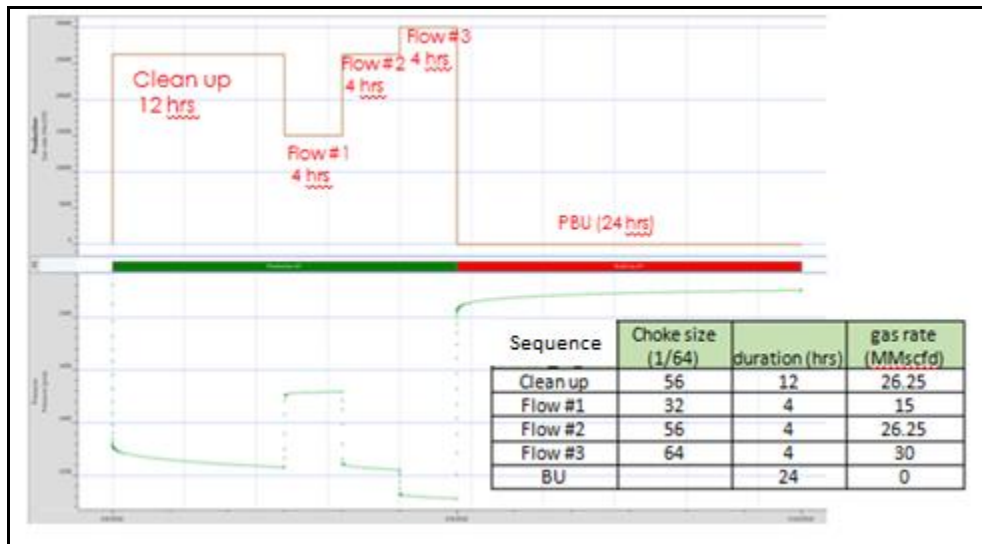 Clean up
12 hrs
Flow #1
4 hrs
Flow #2
4 hrs
Flow #3
4 hrs
PBU (24 hrs)
Sequence Choke size (1/64) duration (hrs) gas rate (MMscfd)
Clean up 56 12 26.25
Flow #1 32 4 15
Flow #2 56 4 26.25
Flow #3 64 4 30
BU 24 0